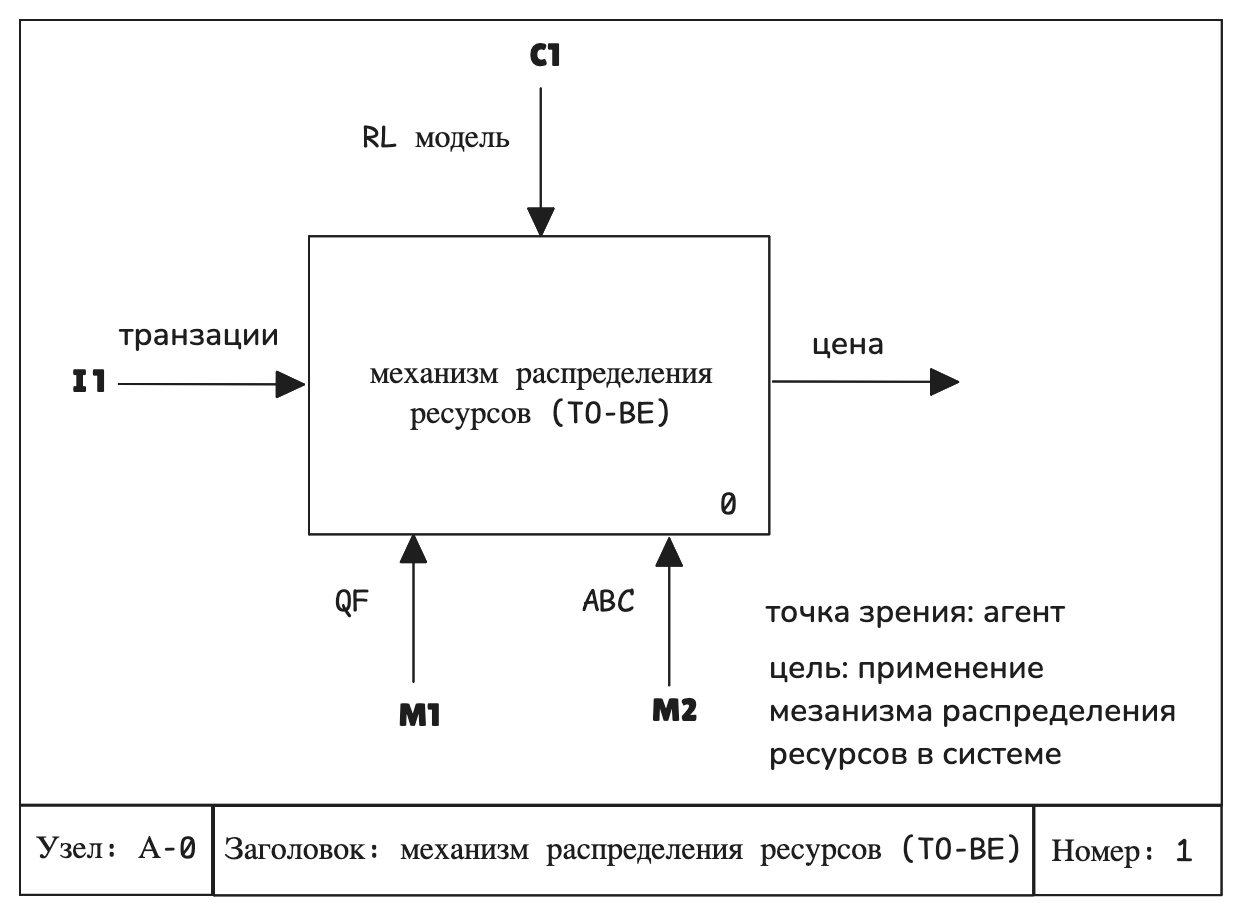 C1
RL модель
транзации
I1
цена
механизм распределения
ресурсов (TO-BE)
0
QF
ABC
M1
M2
точка зрения: агент
цель: применение
мезанизма распределения
ресурсов в системе
Узел: A-0
Заголовок: механизм распределения ресурсов (TO-BE)
Номер: 1